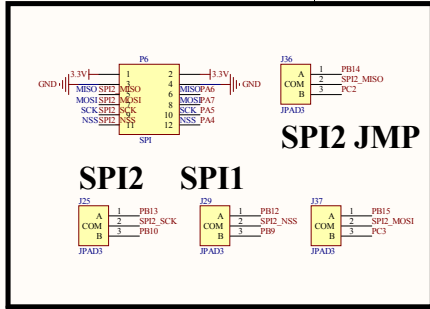 P6
3.3V 1 2 3.3V
GND 3 4 GND
MISO SPI2_MISO 5 6 MISO PA6
MOSI SPI2_MOSI 7 8 MOSI PA7
SCK SPI2_SCK 9 10 SCK PA5
NSS SPI2_NSS 11 12 NSS PA4
SPI
J36
A 1 PB14
COM 2 SPI2_MISO
B 3 PC2
JPAD3
SPI2 JMP
SPI2 SPI1
J25
A 1 PB13
COM 2 SPI2_SCK
B 3 PB10
JPAD3
J29
A 1 PB12
COM 2 SPI2_NSS
B 3 PB9
JPAD3
J37
A 1 PB15
COM 2 SPI2_MOSI
B 3 PC3
JPAD3